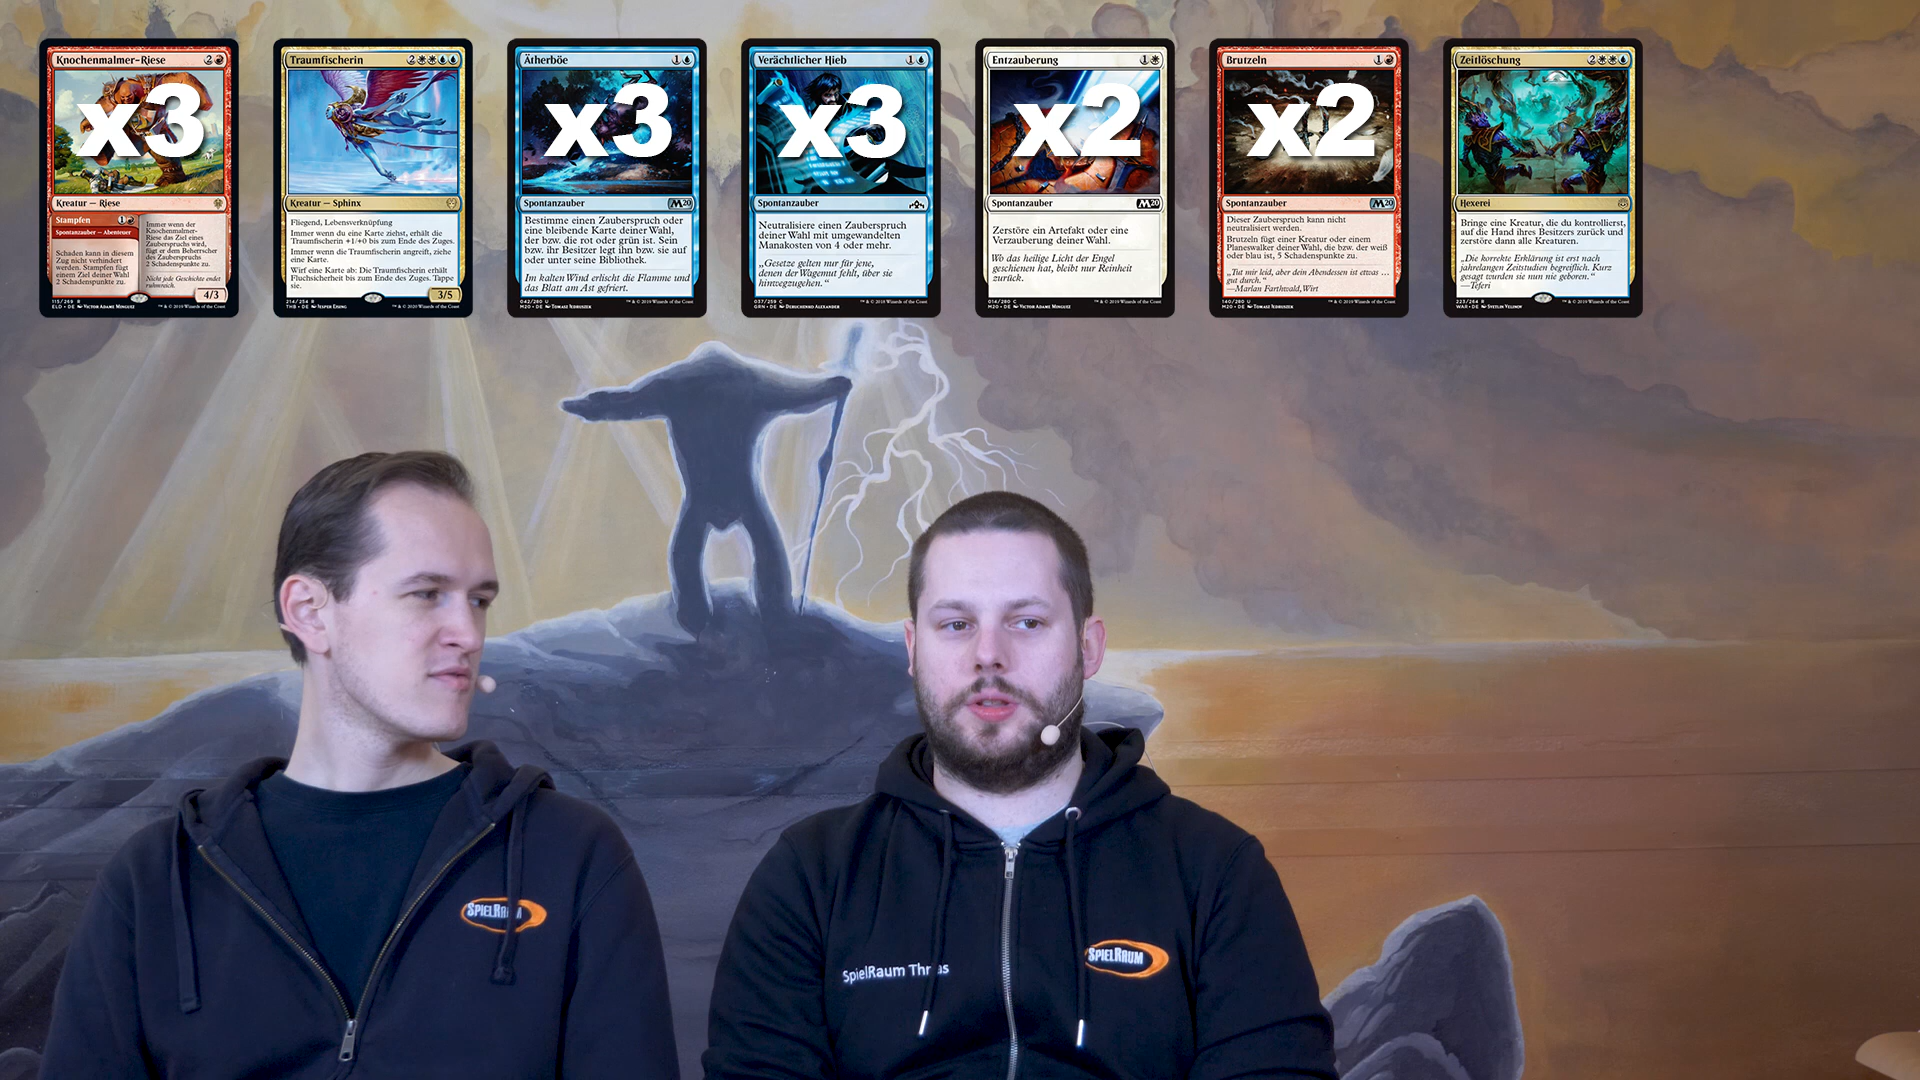 Knochenmalmer-Riese 2
x3
Kreatur – Riese
Stampfen 1
Spontanzauber – Abenteuer
Schaden kann in diesem
Zug nicht verhindert
werden. Stampfen fügt
einem Ziel deiner Wahl
2 Schadenspunkte zu.
Immer wenn der
Knochenmalmer-
Riese das Ziel eines
Zauberspruchs wird,
fügt er dem Beherrscher
des Zauberspruchs
2 Schadenspunkte zu.
Nicht jede Geschichte endet
ruhmreich.
4/3
Traumfischerin 2
Kreatur – Sphinx
Fliegend, Lebensverknüpfung
Immer wenn du eine Karte ziehst, erhält die
Traumfischerin +1/+0 bis zum Ende des Zuges.
Immer wenn die Traumfischerin angreift, ziehe
eine Karte.
Wirf eine Karte ab: Die Traumfischerin erhält
Fluchsicherheit bis zum Ende des Zuges. Tappe
sie.
3/5
Ätherböe 1
x3
Spontanzauber M20
Bestimme einen Zauberspruch oder
eine bleibende Karte deiner Wahl,
der bzw. die rot oder grün ist. Sein
bzw. ihr Besitzer legt ihn bzw. sie auf
oder unter seine Bibliothek.
Im kalten Wind erlischt die Flamme und
das Blatt am Ast gefriert.
Verächtlicher Hieb 1
x3
Spontanzauber
Neutralisiere einen Zauberspruch
deiner Wahl mit umgewandelten
Manakosten von 4 oder mehr.
„Gesetze gelten nur für jene,
denen der Wagemut fehlt, über sie
hinwegzugehen.“
Entzauberung 1
x2
Spontanzauber M20
Zerstöre ein Artefakt oder eine
Verzauberung deiner Wahl.
Wo das heilige Licht der Engel
geschienen hat, bleibt nur Reinheit
zurück.
Brutzeln 1
x2
Spontanzauber M20
Dieser Zauberspruch kann nicht
neutralisiert werden.
Brutzeln fügt einer Kreatur oder einem
Planeswalker deiner Wahl, die bzw. der weiß
oder blau ist, 5 Schadenspunkte zu.
„Tut mir leid, aber dein Abendessen ist etwas ...
gut durch.“
—Marlan Farthwald, Wirt
Zeitlöschung 2
Hexerei
Bringe eine Kreatur, die du kontrollierst,
auf die Hand ihres Besitzers zurück und
zerstöre dann alle Kreaturen.
„Die korrekte Erklärung ist erst nach
jahrelangen Zeitstudien begreiflich. Kurz
gesagt wurden sie nun nie geboren.“
—Teferi
SPIELRAUM
SpielRaum
SPIELRAUM